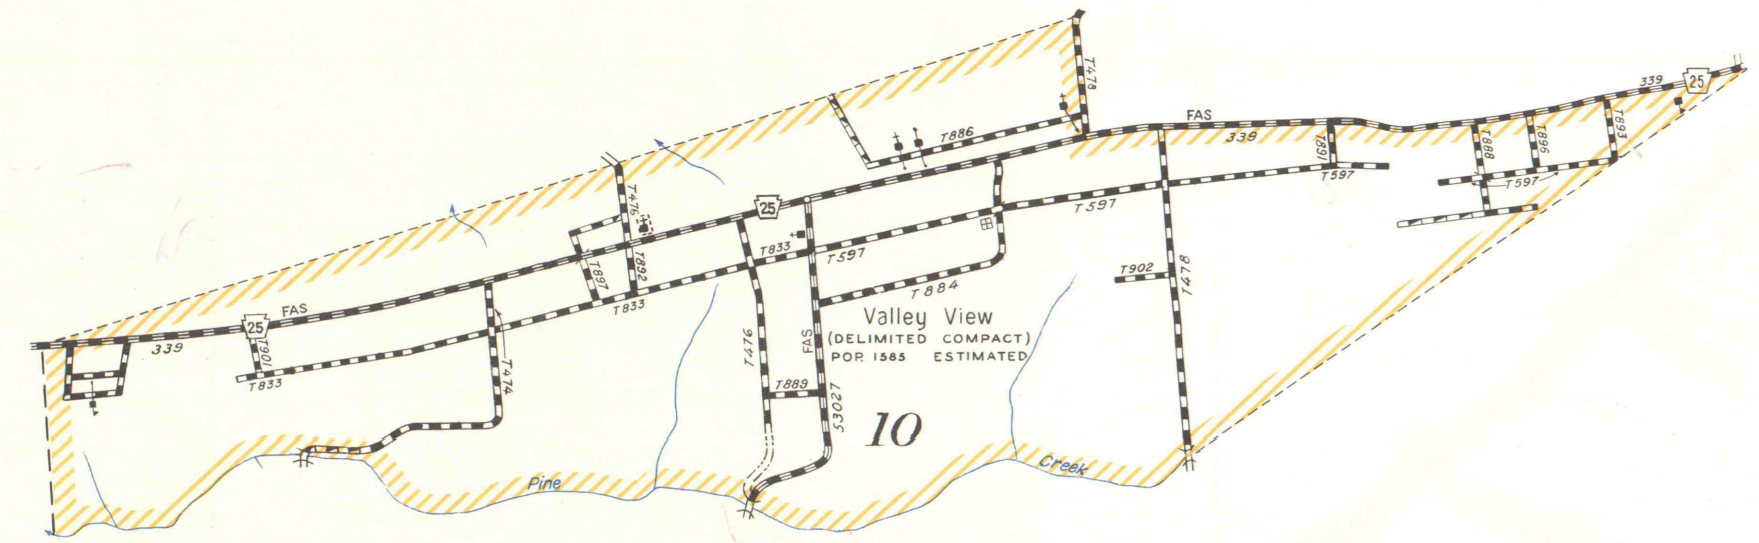 T478
339
25
FAS
339
T886
T891
T888
T896
T893
T597
T597
T476
25
T597
T833
T597
T897
T892
T478
T902
T833
T884
FAS
25
339
T901
T833
T474
Valley View
(DELIMITED COMPACT)
POP. 1585 ESTIMATED
T476
FAS
T889
53027
10
Creek
Pine